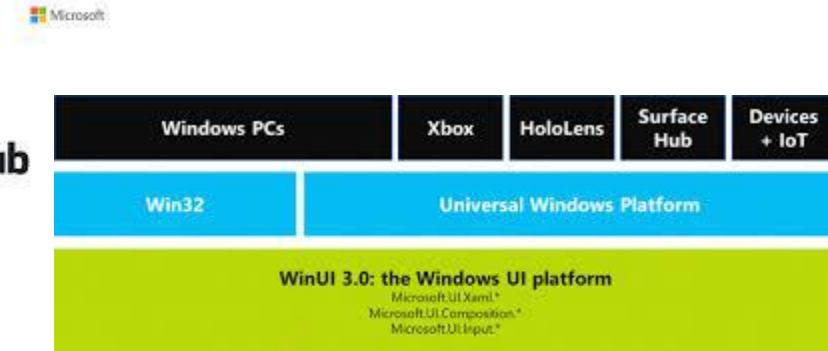 Microsoft
Windows PCs
Xbox
HoloLens
Surface
Hub
Devices
+ IoT
ub
Win32
Universal Windows Platform
WinUI 3.0: the Windows UI platform
Microsoft.UI.Xaml.*
Microsoft.UI.Composition.*
Microsoft.UI.Input.*